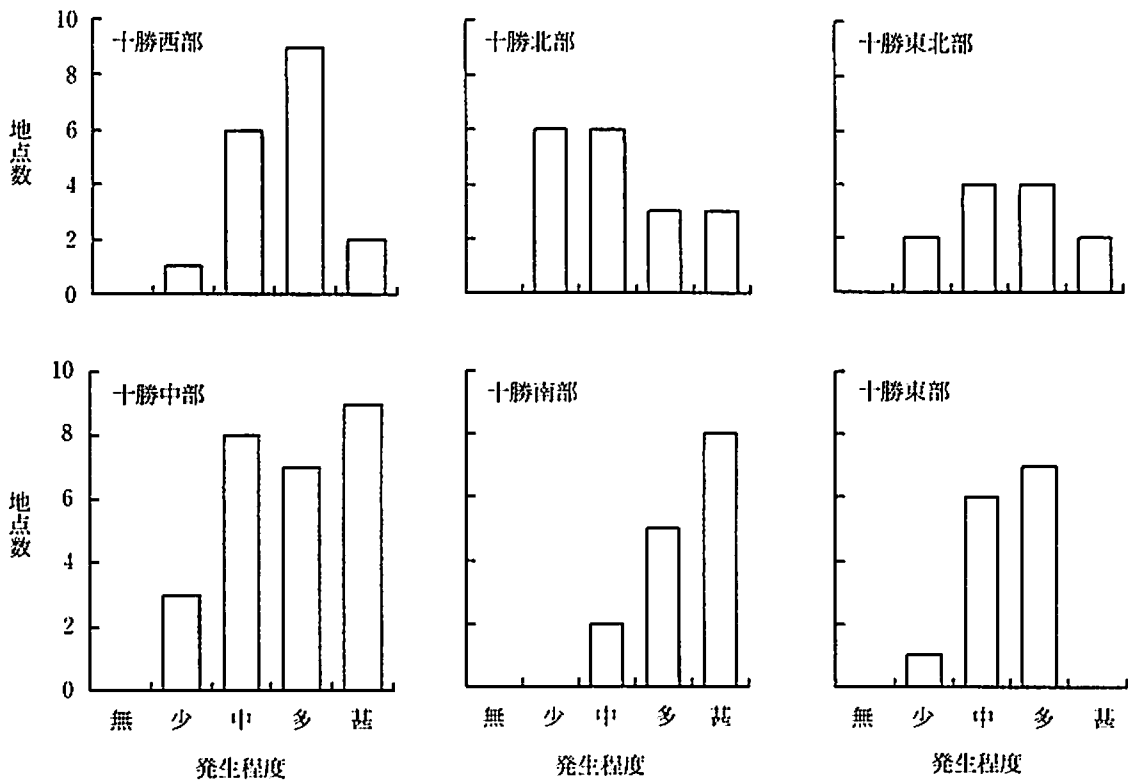 10
8
6
4
2
0
地点数
十勝西部
十勝北部
十勝東北部
10
8
6
4
2
0
地点数
十勝中部
十勝南部
十勝東部
無 少 中 多 甚
発生程度
無 少 中 多 甚
発生程度
無 少 中 多 甚
発生程度